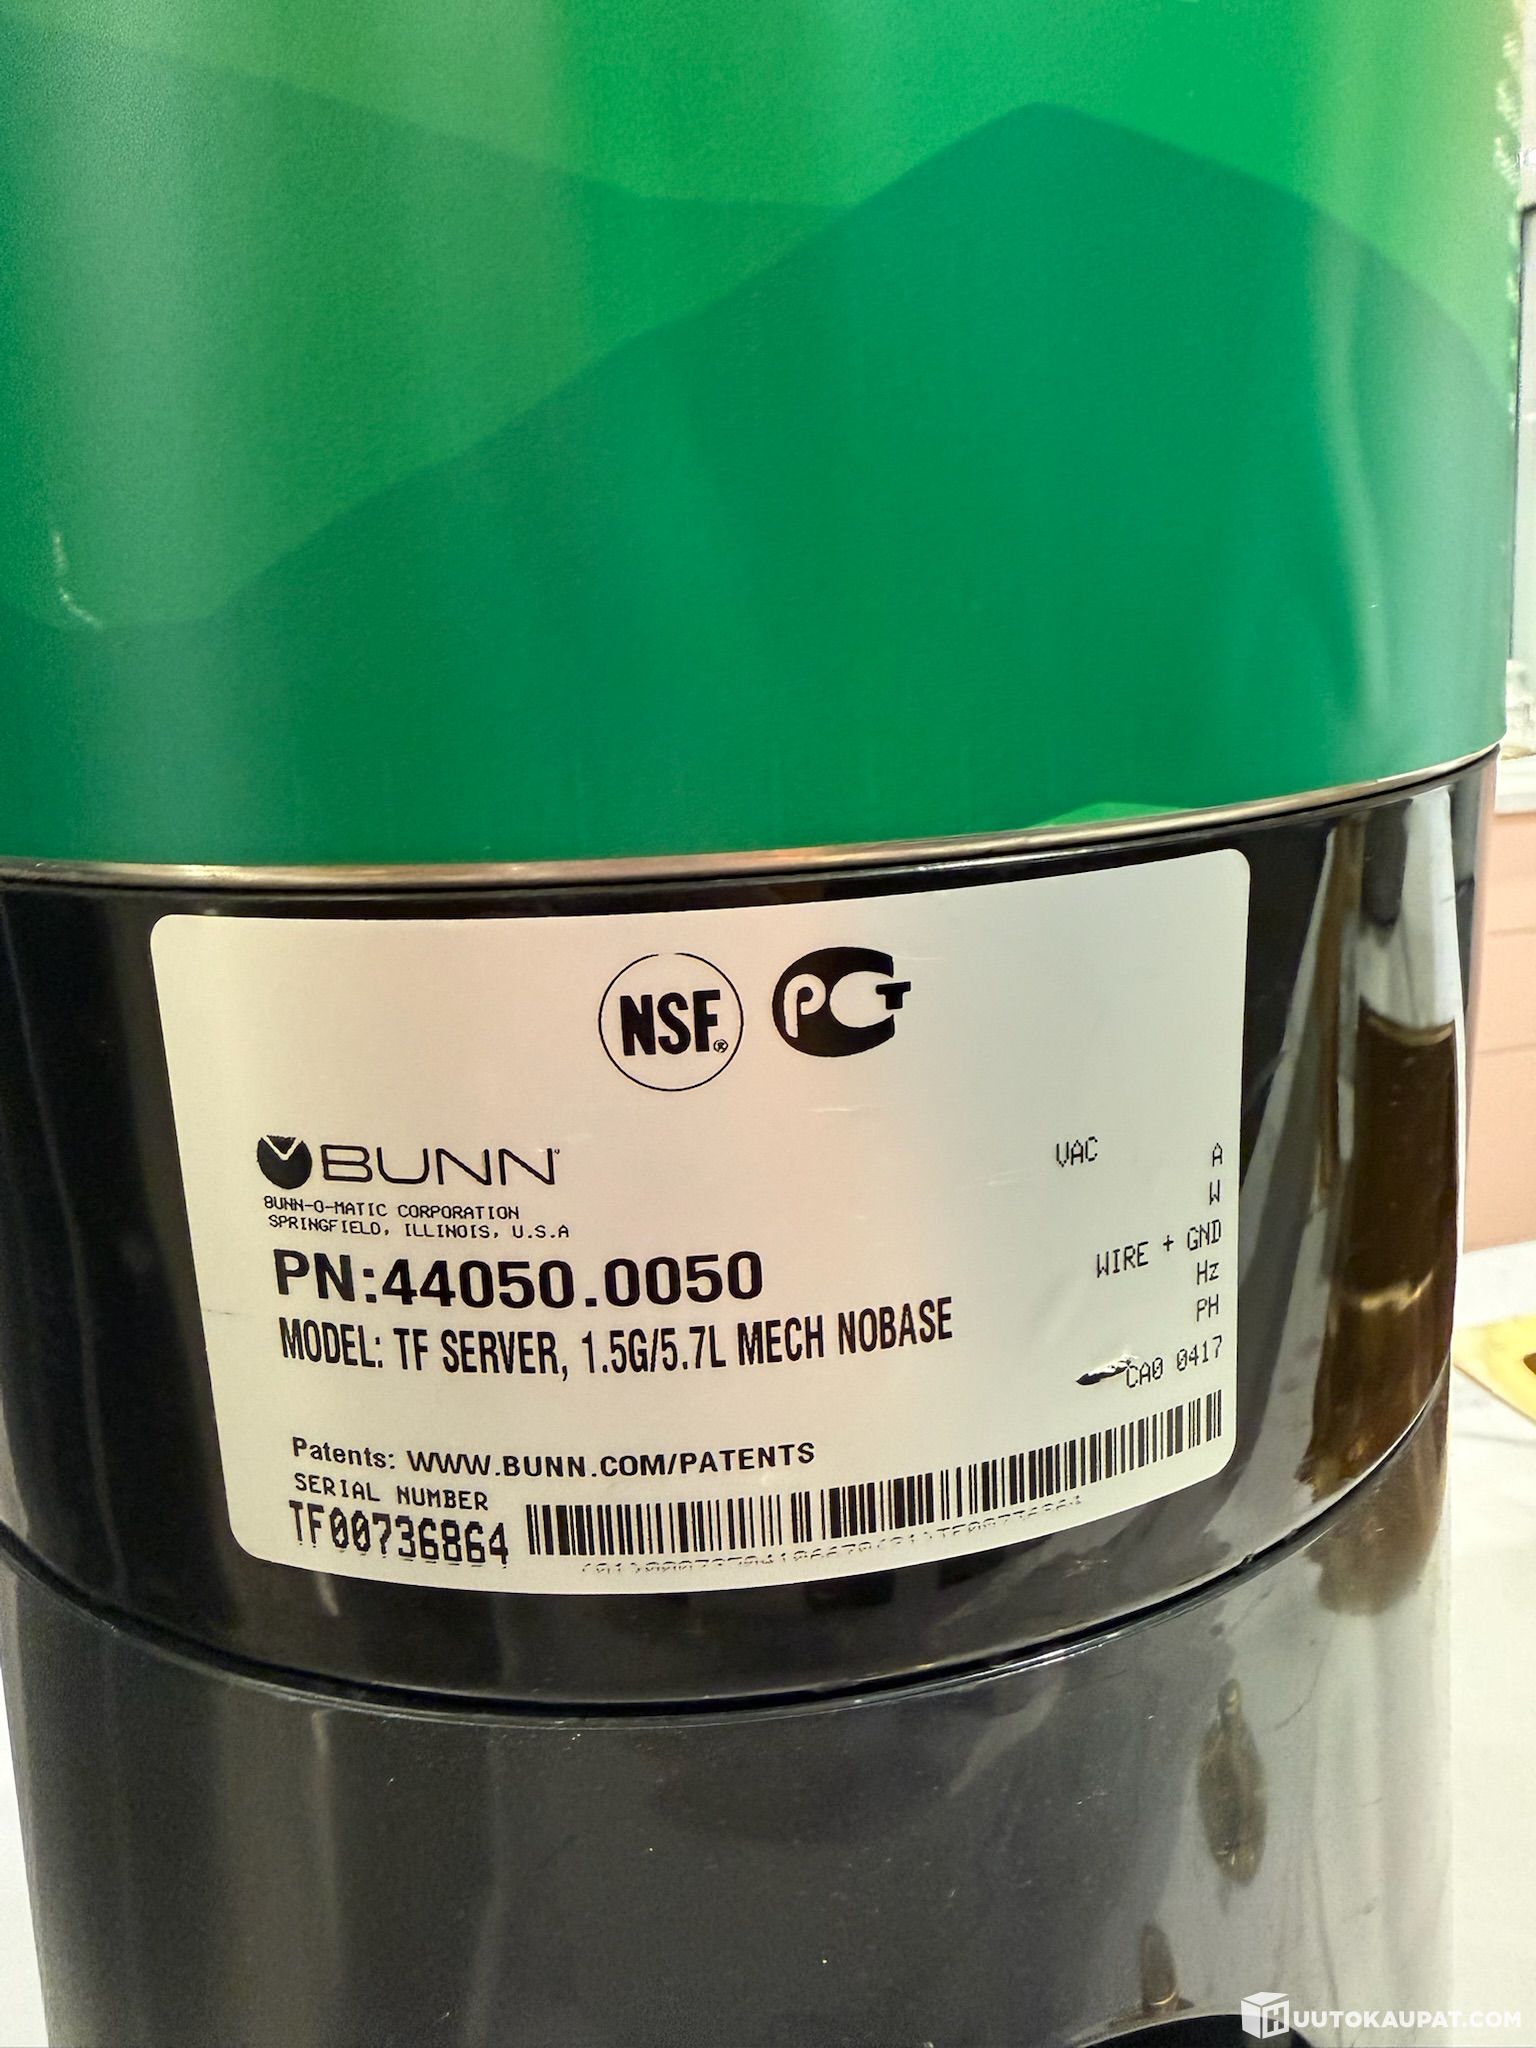 NSF®
PCT
BUNN
BUNN-O-MATIC CORPORATION
SPRINGFIELD, ILLINOIS, U.S.A
PN:44050.0050
MODEL: TF SERVER, 1.5G/5.7L MECH NOBASE
VAC A
W
WIRE + GND
Hz
PH
CA0 0417
Patents: WWW.BUNN.COM/PATENTS
SERIAL NUMBER
TF00736864
HUUTOKAUPAT.COM